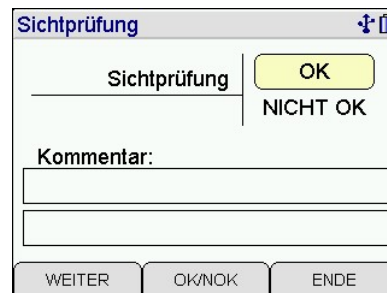 Sichtprüfung
Sichtprüfung
OK
NICHT OK
Kommentar:
WEITER
OK/NOK
ENDE